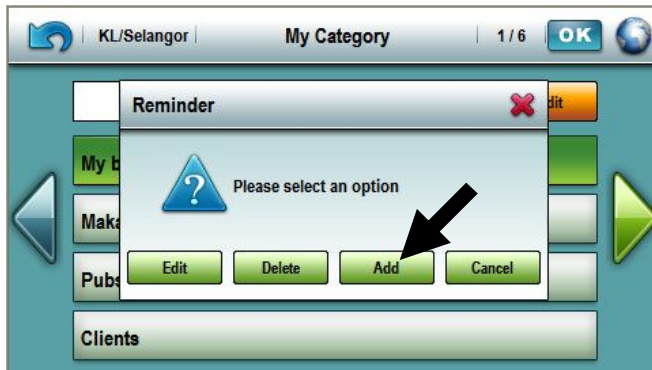 KL/Selangor My Category 1/6 OK
Reminder
dit
My b
Please select an option
Maka
Edit Delete Add Cancel
Pubs
Clients